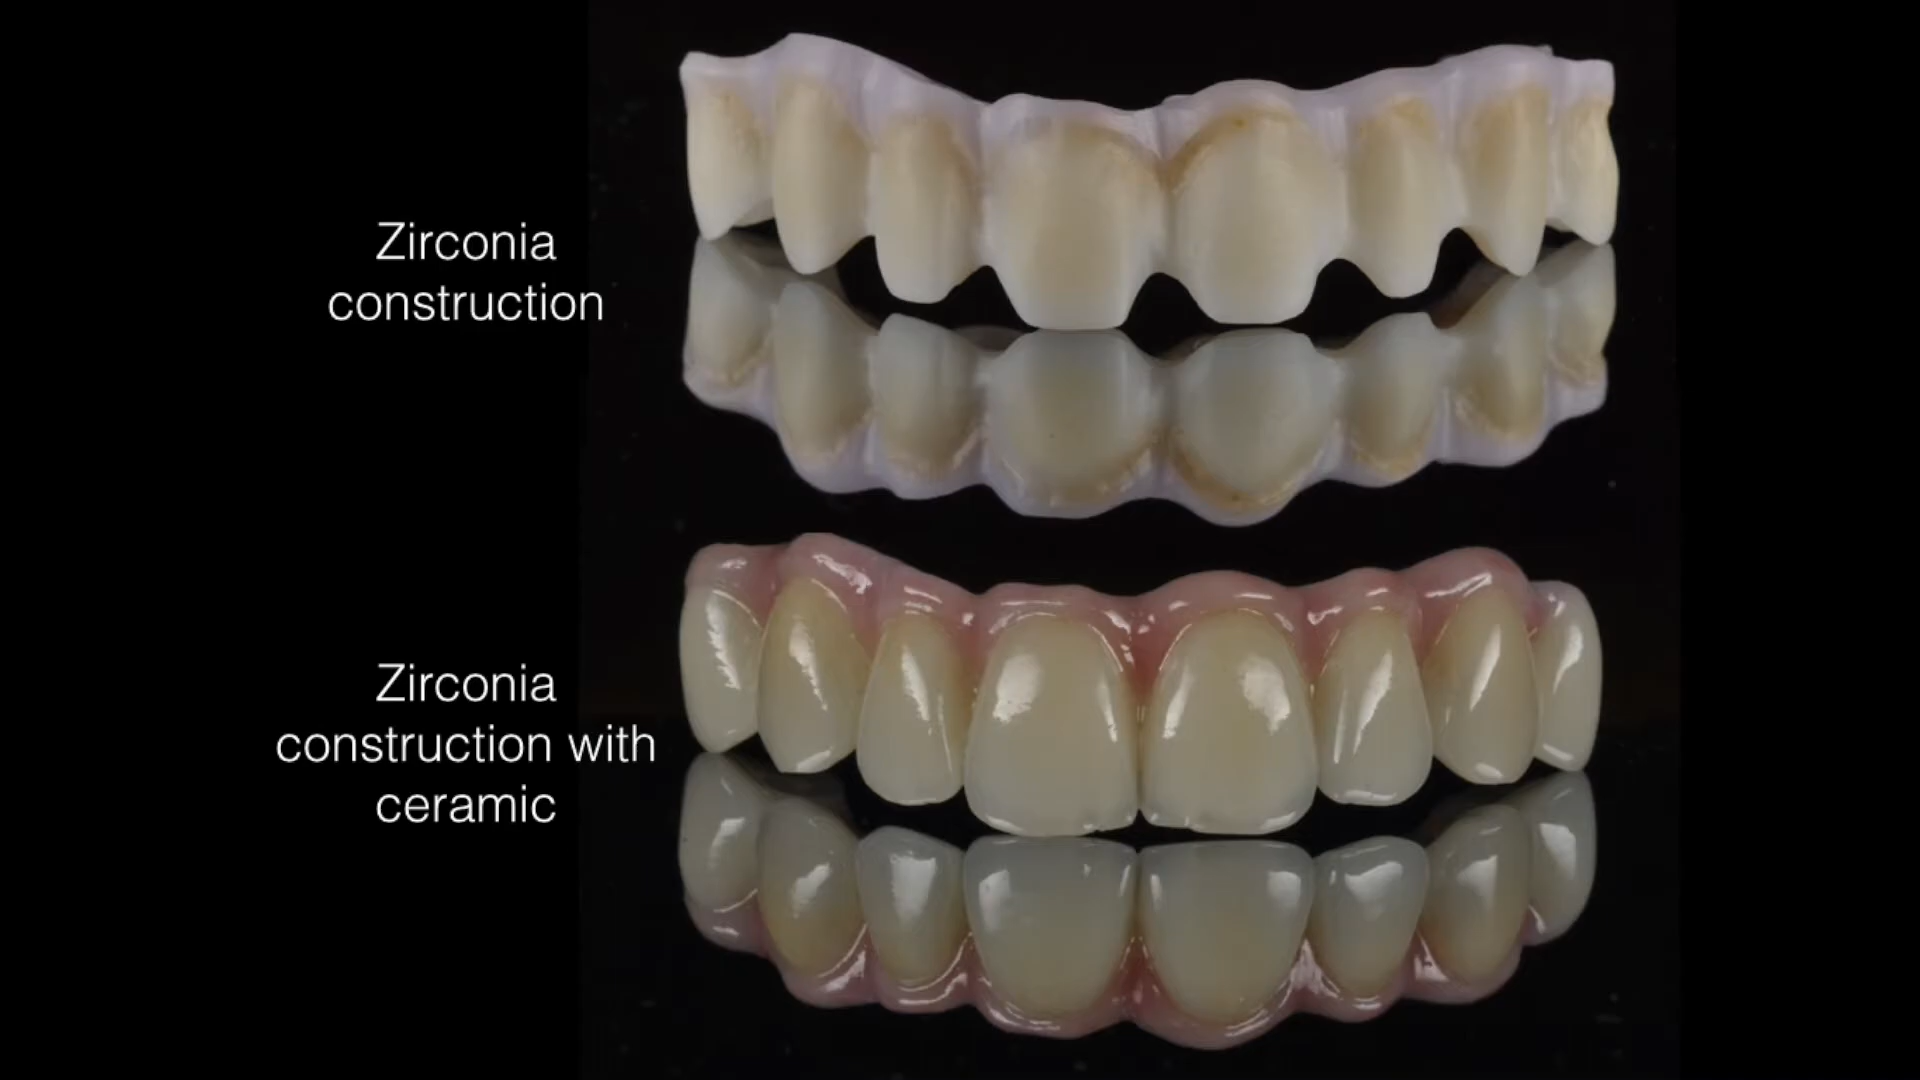 Zirconia
construction
Zirconia
construction with
ceramic